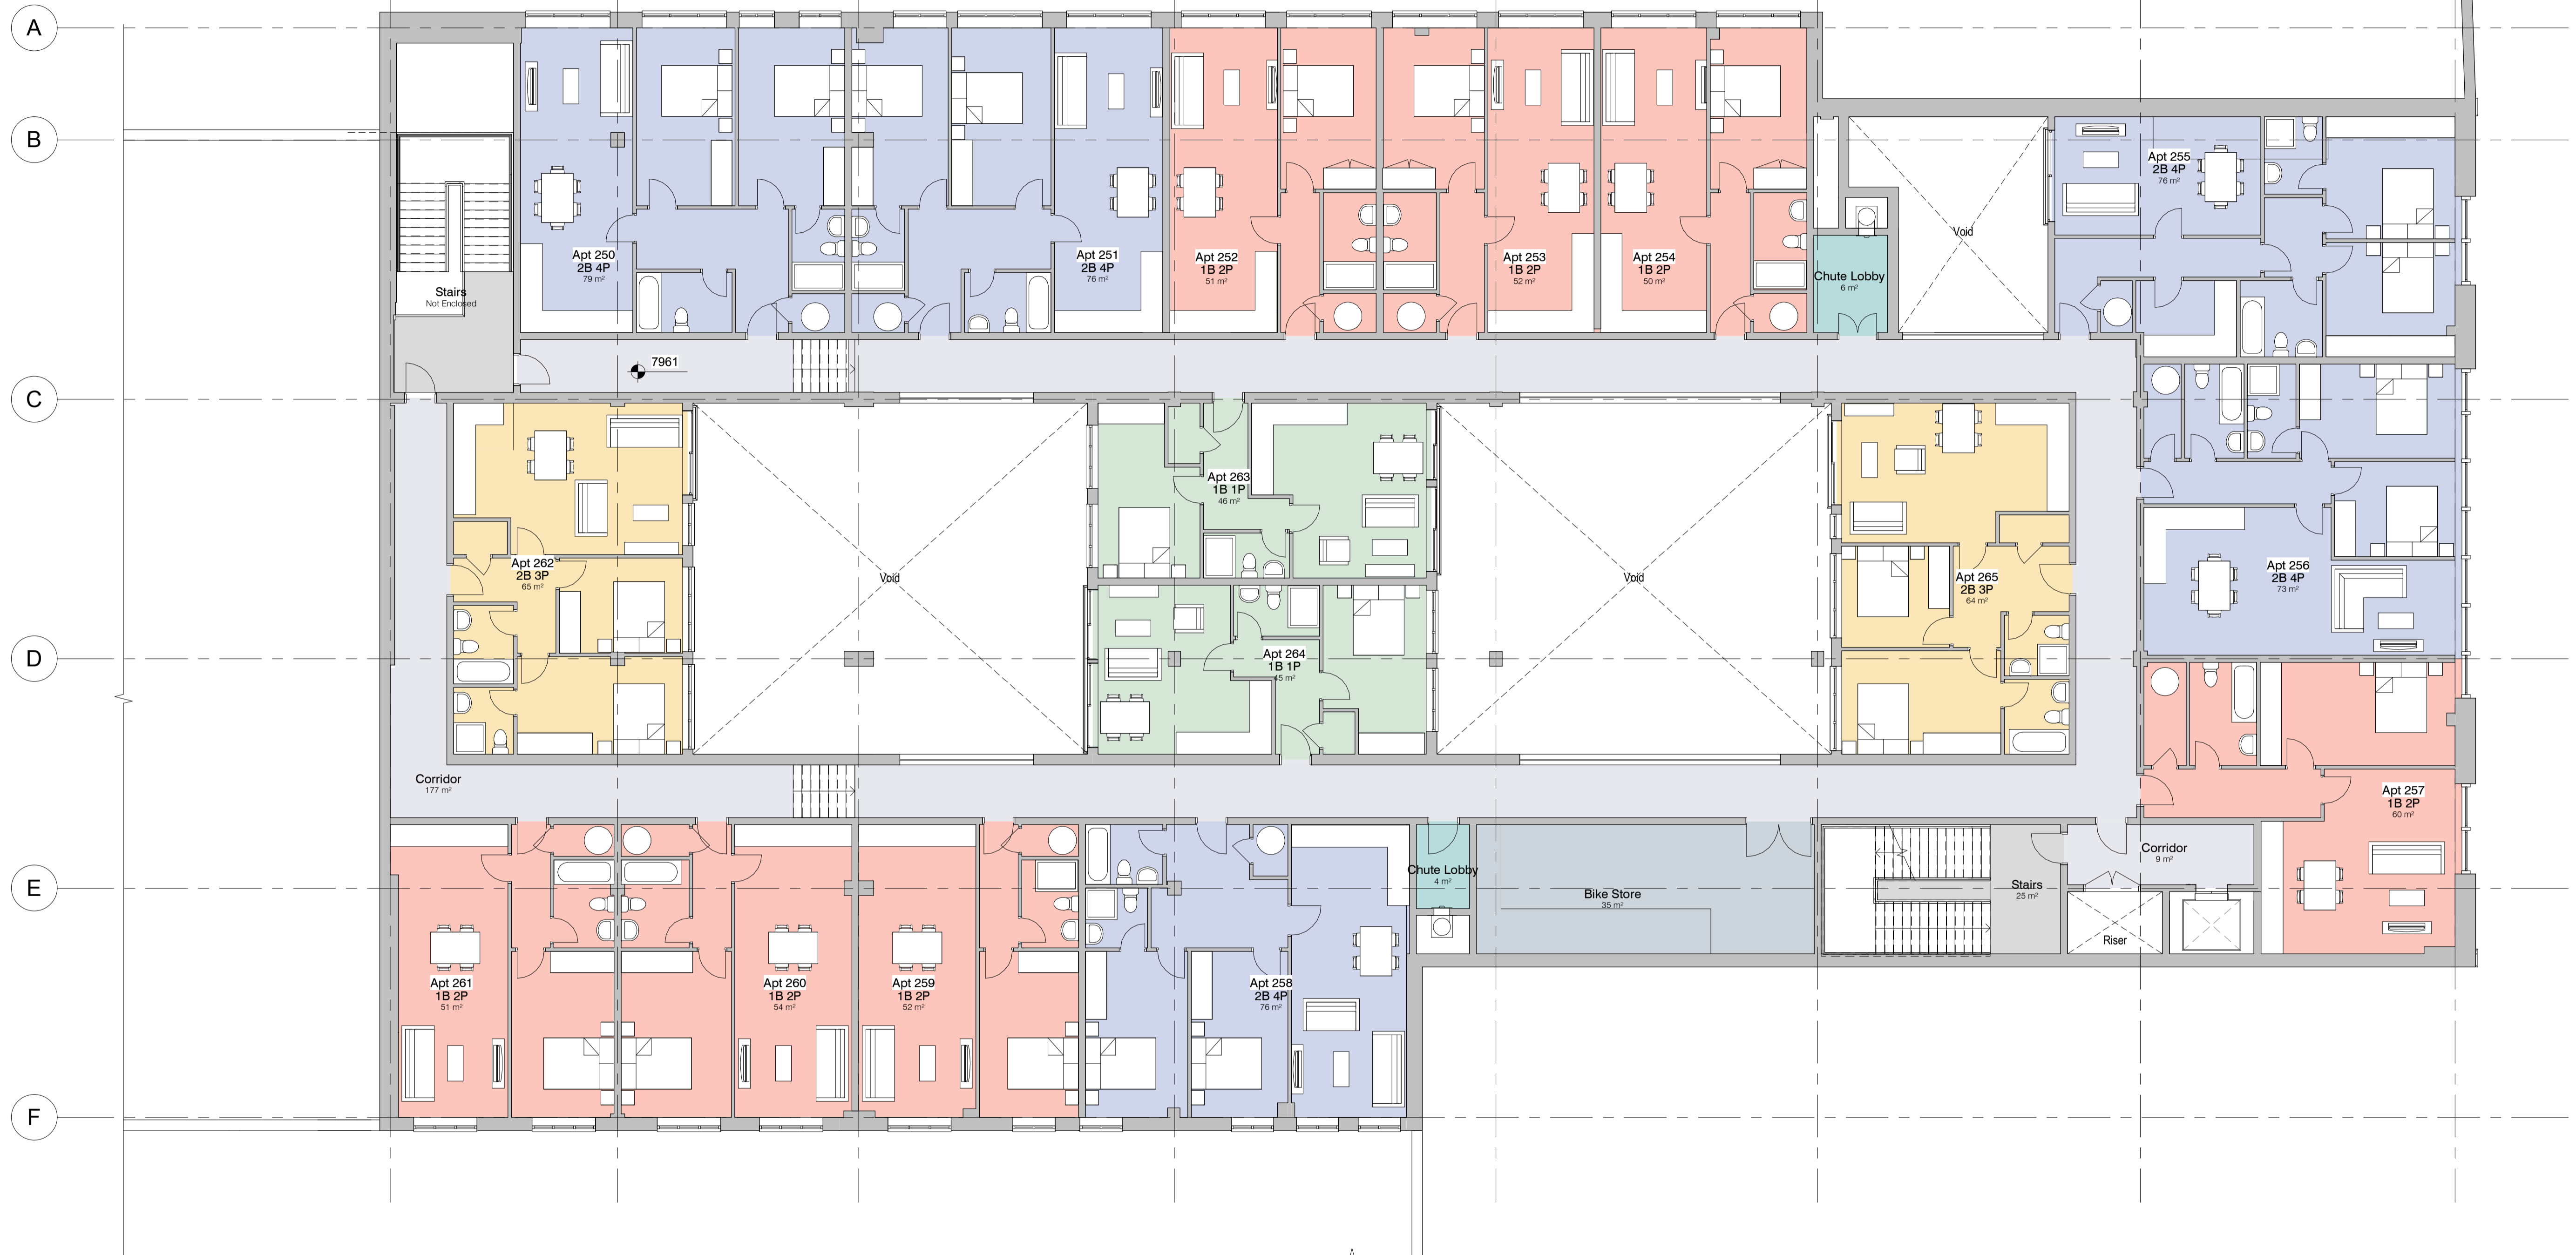 A
B
C
D
E
F
Apt 250
2B 4P
79 m²
Apt 251
2B 4P
76 m²
Apt 252
1B 2P
51 m²
Apt 253
1B 2P
52 m²
Apt 254
1B 2P
50 m²
Chute Lobby
6 m²
Void
Apt 255
2B 4P
76 m²
Stairs
Not Enclosed
7961
Apt 262
2B 3P
65 m²
Void
Apt 263
1B 1P
46 m²
Apt 264
1B 1P
45 m²
Void
Apt 265
2B 3P
64 m²
Apt 256
2B 4P
73 m²
Corridor
177 m²
Apt 257
1B 2P
60 m²
Apt 261
1B 2P
51 m²
Apt 260
1B 2P
54 m²
Apt 259
1B 2P
52 m²
Apt 258
2B 4P
76 m²
Chute Lobby
4 m²
Bike Store
35 m²
Stairs
25 m²
Corridor
9 m²
Riser